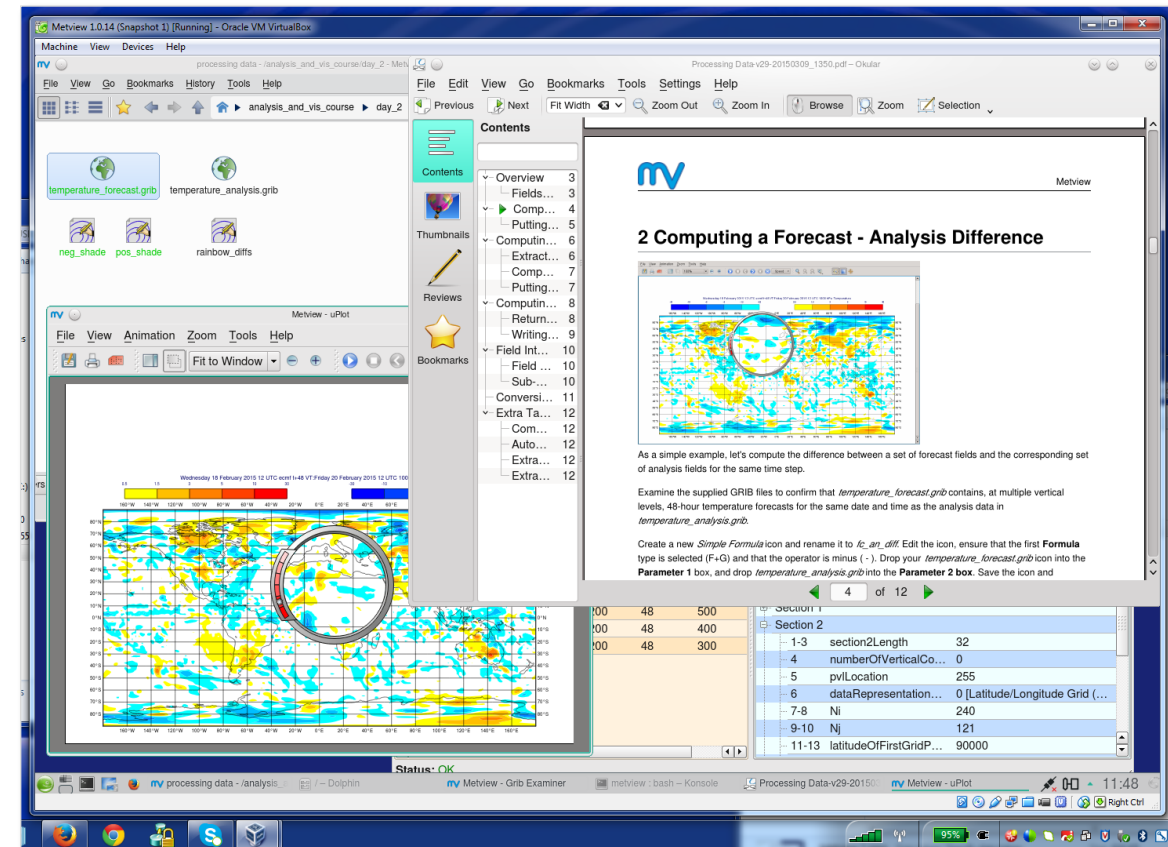 Metview 1.0.14 (Snapshot 1) [Running] - Oracle VM VirtualBox
Machine View Devices Help
processing data - /analysis_and_vis_course/day_2 - Met
File View Go Bookmarks History Tools Help
analysis_and_vis_course day_2
temperature_forecast.grib temperature_analysis.grib
neg_shade pos_shade rainbow_diffs
Metview - uPlot
File View Animation Zoom Tools Help
Fit to Window
Wednesday 18 February 2015 12 UTC ecmf t+48 VT:Friday 20 February 2015 12 UTC 100
Processing Data-v29-20150309_1350.pdf – Okular
File Edit View Go Bookmarks Tools Settings Help
Previous Next Fit Width Zoom Out Zoom In Browse Zoom Selection
Contents
Thumbnails
Reviews
Bookmarks
Contents
Overview 3
Fields... 3
Comp... 4
Putting... 5
Computin... 6
Extract... 6
Comp... 7
Putting... 7
Computin... 8
Return... 8
Writing... 9
Field Int... 10
Field ... 10
Sub-... 10
Conversi... 11
Extra Ta... 12
Com... 12
Auto... 12
Extra... 12
Extra... 12
mv
Metview
2 Computing a Forecast - Analysis Difference
As a simple example, let's compute the difference between a set of forecast fields and the corresponding set
of analysis fields for the same time step.
Examine the supplied GRIB files to confirm that temperature_forecast.grib contains, at multiple vertical
levels, 48-hour temperature forecasts for the same date and time as the analysis data in
temperature_analysis.grib.
Create a new Simple Formula icon and rename it to fc_an_diff. Edit the icon, ensure that the first Formula
type is selected (F+G) and that the operator is minus ( - ). Drop your temperature_forecast.grib icon into the
Parameter 1 box, and drop temperature_analysis.grib into the Parameter 2 box. Save the icon and
4 of 12
200 48 500
200 48 400
200 48 300
Section 1
Section 2
1-3 section2Length 32
4 numberOfVerticalCo... 0
5 pvlLocation 255
6 dataRepresentation... 0 [Latitude/Longitude Grid (...
7-8 Ni 240
9-10 Nj 121
11-13 latitudeOfFirstGridP... 90000
Status: OK
processing data - /analysis_ / – Dolphin Metview - Grib Examiner metview : bash – Konsole Processing Data-v29-20150 Metview - uPlot 11:48
Right Ctrl
95%